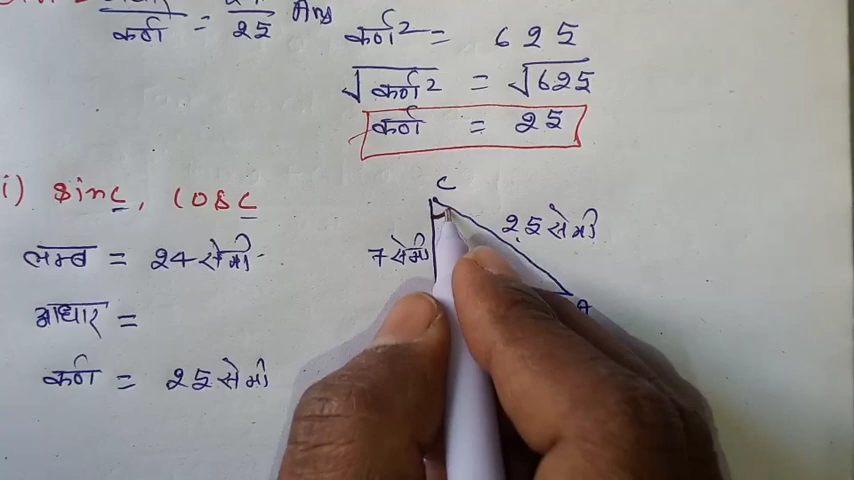 कर्ण = 25 Ans
कर्ण² = 625
√कर्ण² = √625
कर्ण = 25
i) sinC, cosC
C
लम्ब = 24 सेमी
7 सेमी
25 सेमी
A
आधार =
कर्ण = 25 सेमी